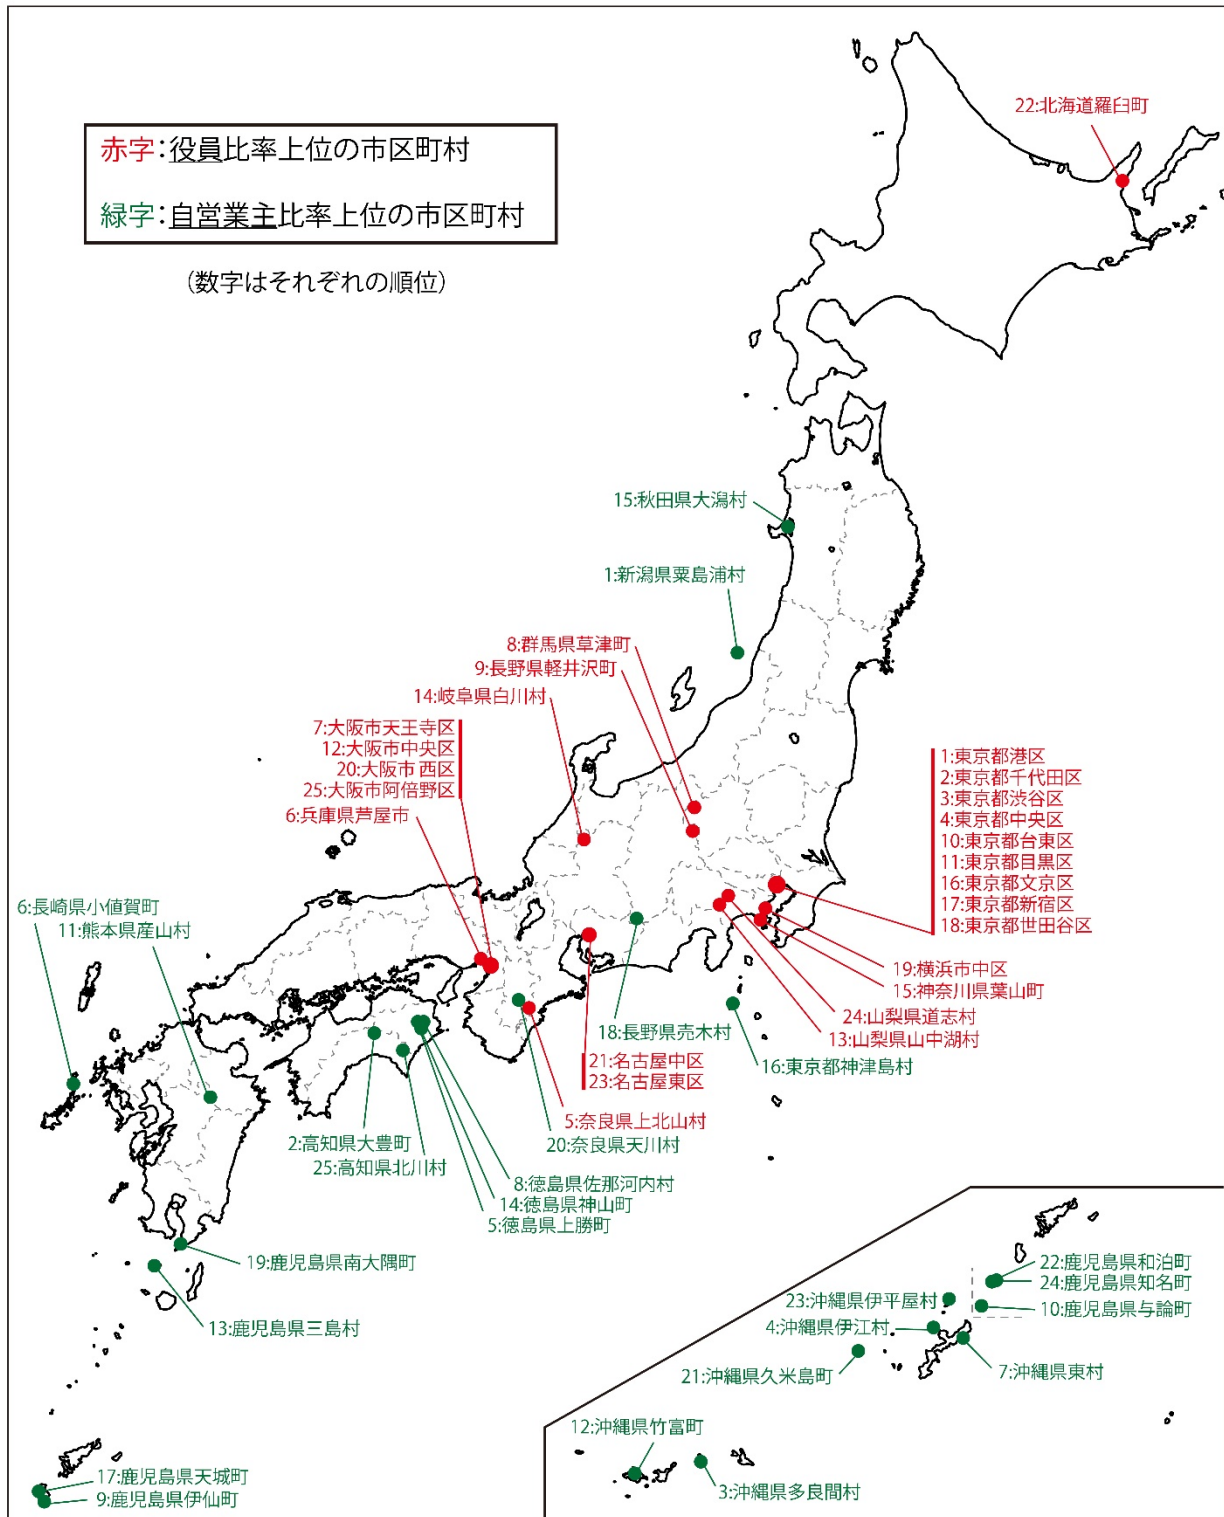 22:北海道羅臼町
赤字：役員比率上位の市区町村
緑字：自営業主比率上位の市区町村
（数字はそれぞれの順位）
15:秋田県大潟村
1:新潟県粟島浦村
8:群馬県草津町
9:長野県軽井沢町
14:岐阜県白川村
7:大阪市天王寺区
12:大阪市中央区
20:大阪市 西区
25:大阪市阿倍野区
6:兵庫県芦屋市
1:東京都港区
2:東京都千代田区
3:東京都渋谷区
4:東京都中央区
10:東京都台東区
11:東京都目黒区
16:東京都文京区
17:東京都新宿区
18:東京都世田谷区
6:長崎県小値賀町
11:熊本県産山村
19:横浜市中区
15:神奈川県葉山町
24:山梨県道志村
13:山梨県山中湖村
18:長野県売木村
16:東京都神津島村
21:名古屋中区
23:名古屋東区
5:奈良県上北山村
20:奈良県天川村
2:高知県大豊町
25:高知県北川村
8:徳島県佐那河内村
14:徳島県神山町
5:徳島県上勝町
19:鹿児島県南大隅町
13:鹿児島県三島村
22:鹿児島県和泊町
24:鹿児島県知名町
23:沖縄県伊平屋村
10:鹿児島県与論町
4:沖縄県伊江村
21:沖縄県久米島町
7:沖縄県東村
12:沖縄県竹富町
3:沖縄県多良間村
17:鹿児島県天城町
9:鹿児島県伊仙町